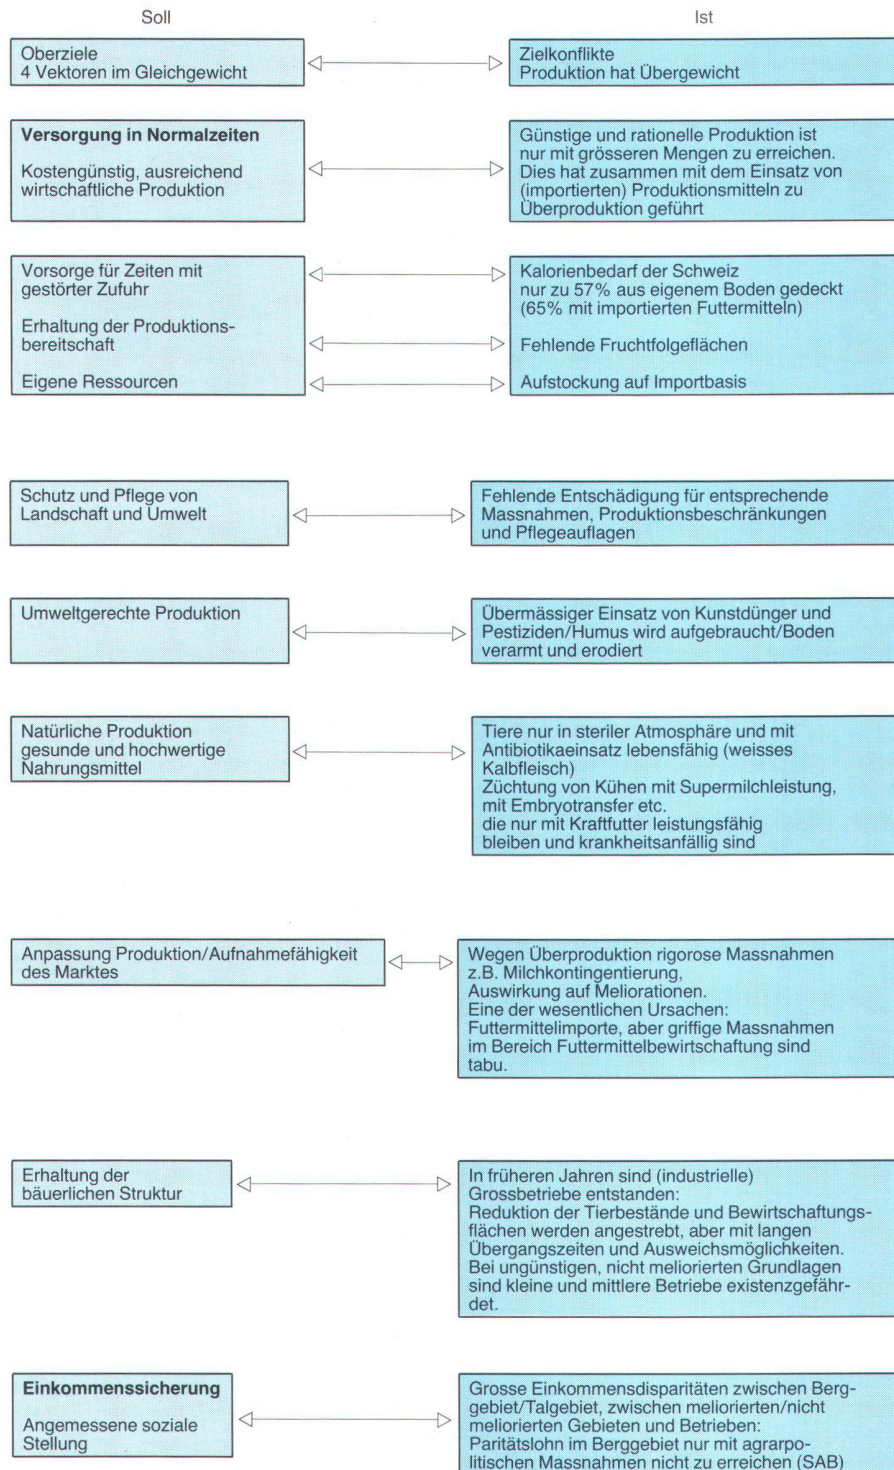 Soll
Ist
Oberziele
4 Vektoren im Gleichgewicht
Zielkonflikte
Produktion hat Übergewicht
Versorgung in Normalzeiten
Kostengünstig, ausreichend
wirtschaftliche Produktion
Günstige und rationelle Produktion ist
nur mit grösseren Mengen zu erreichen.
Dies hat zusammen mit dem Einsatz von
(importierten) Produktionsmitteln zu
Überproduktion geführt
Vorsorge für Zeiten mit
gestörter Zufuhr
Kalorienbedarf der Schweiz
nur zu 57% aus eigenem Boden gedeckt
(65% mit importierten Futtermitteln)
Erhaltung der Produktions-
bereitschaft
Fehlende Fruchtfolgeflächen
Eigene Ressourcen
Aufstockung auf Importbasis
Schutz und Pflege von
Landschaft und Umwelt
Fehlende Entschädigung für entsprechende
Massnahmen, Produktionsbeschränkungen
und Pflegeauflagen
Umweltgerechte Produktion
Übermässiger Einsatz von Kunstdünger und
Pestiziden/Humus wird aufgebraucht/Boden
verarmt und erodiert
Natürliche Produktion
gesunde und hochwertige
Nahrungsmittel
Tiere nur in steriler Atmosphäre und mit
Antibiotikaeinsatz lebensfähig (weisses
Kalbfleisch)
Züchtung von Kühen mit Supermilchleistung,
mit Embryotransfer etc.
die nur mit Kraftfutter leistungsfähig
bleiben und krankheitsanfällig sind
Anpassung Produktion/Aufnahmefähigkeit
des Marktes
Wegen Überproduktion rigorose Massnahmen
z.B. Milchkontingentierung,
Auswirkung auf Meliorationen.
Eine der wesentlichen Ursachen:
Futtermittelimporte, aber griffige Massnahmen
im Bereich Futtermittelbewirtschaftung sind
tabu.
Erhaltung der
bäuerlichen Struktur
In früheren Jahren sind (industrielle)
Grossbetriebe entstanden:
Reduktion der Tierbestände und Bewirtschaftungs-
flächen werden angestrebt, aber mit langen
Übergangszeiten und Ausweichsmöglichkeiten.
Bei ungünstigen, nicht meliorierten Grundlagen
sind kleine und mittlere Betriebe existenzgefähr-
det.
Einkommenssicherung
Angemessene soziale
Stellung
Grosse Einkommensdisparitäten zwischen Berg-
gebiet/Talgebiet, zwischen meliorierten/nicht
meliorierten Gebieten und Betrieben:
Paritätslohn im Berggebiet nur mit agrarpo-
litischen Massnahmen nicht zu erreichen (SAB)